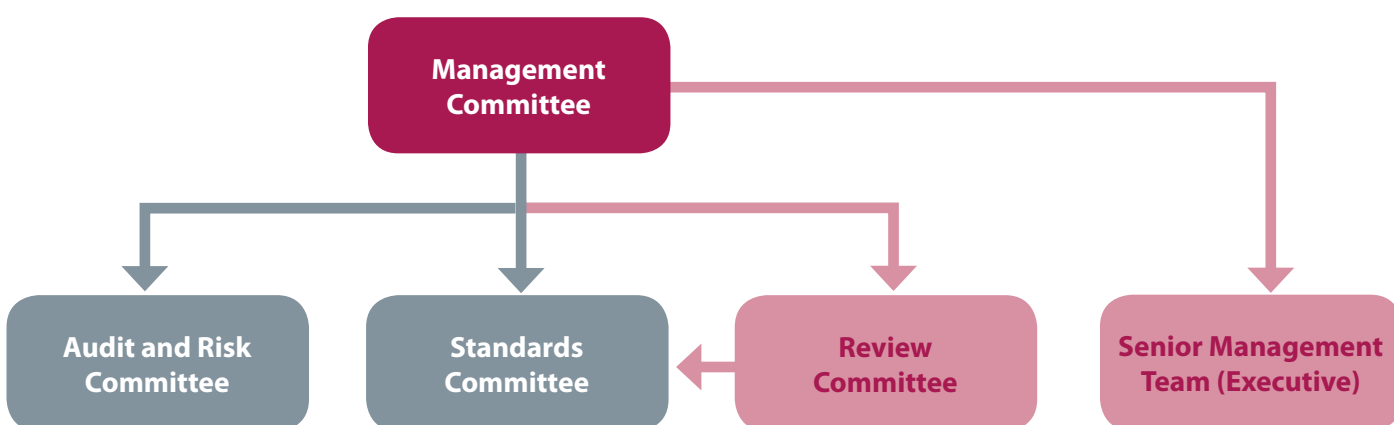 Management
Committee
Audit and Risk
Committee
Standards
Committee
Review
Committee
Senior Management
Team (Executive)